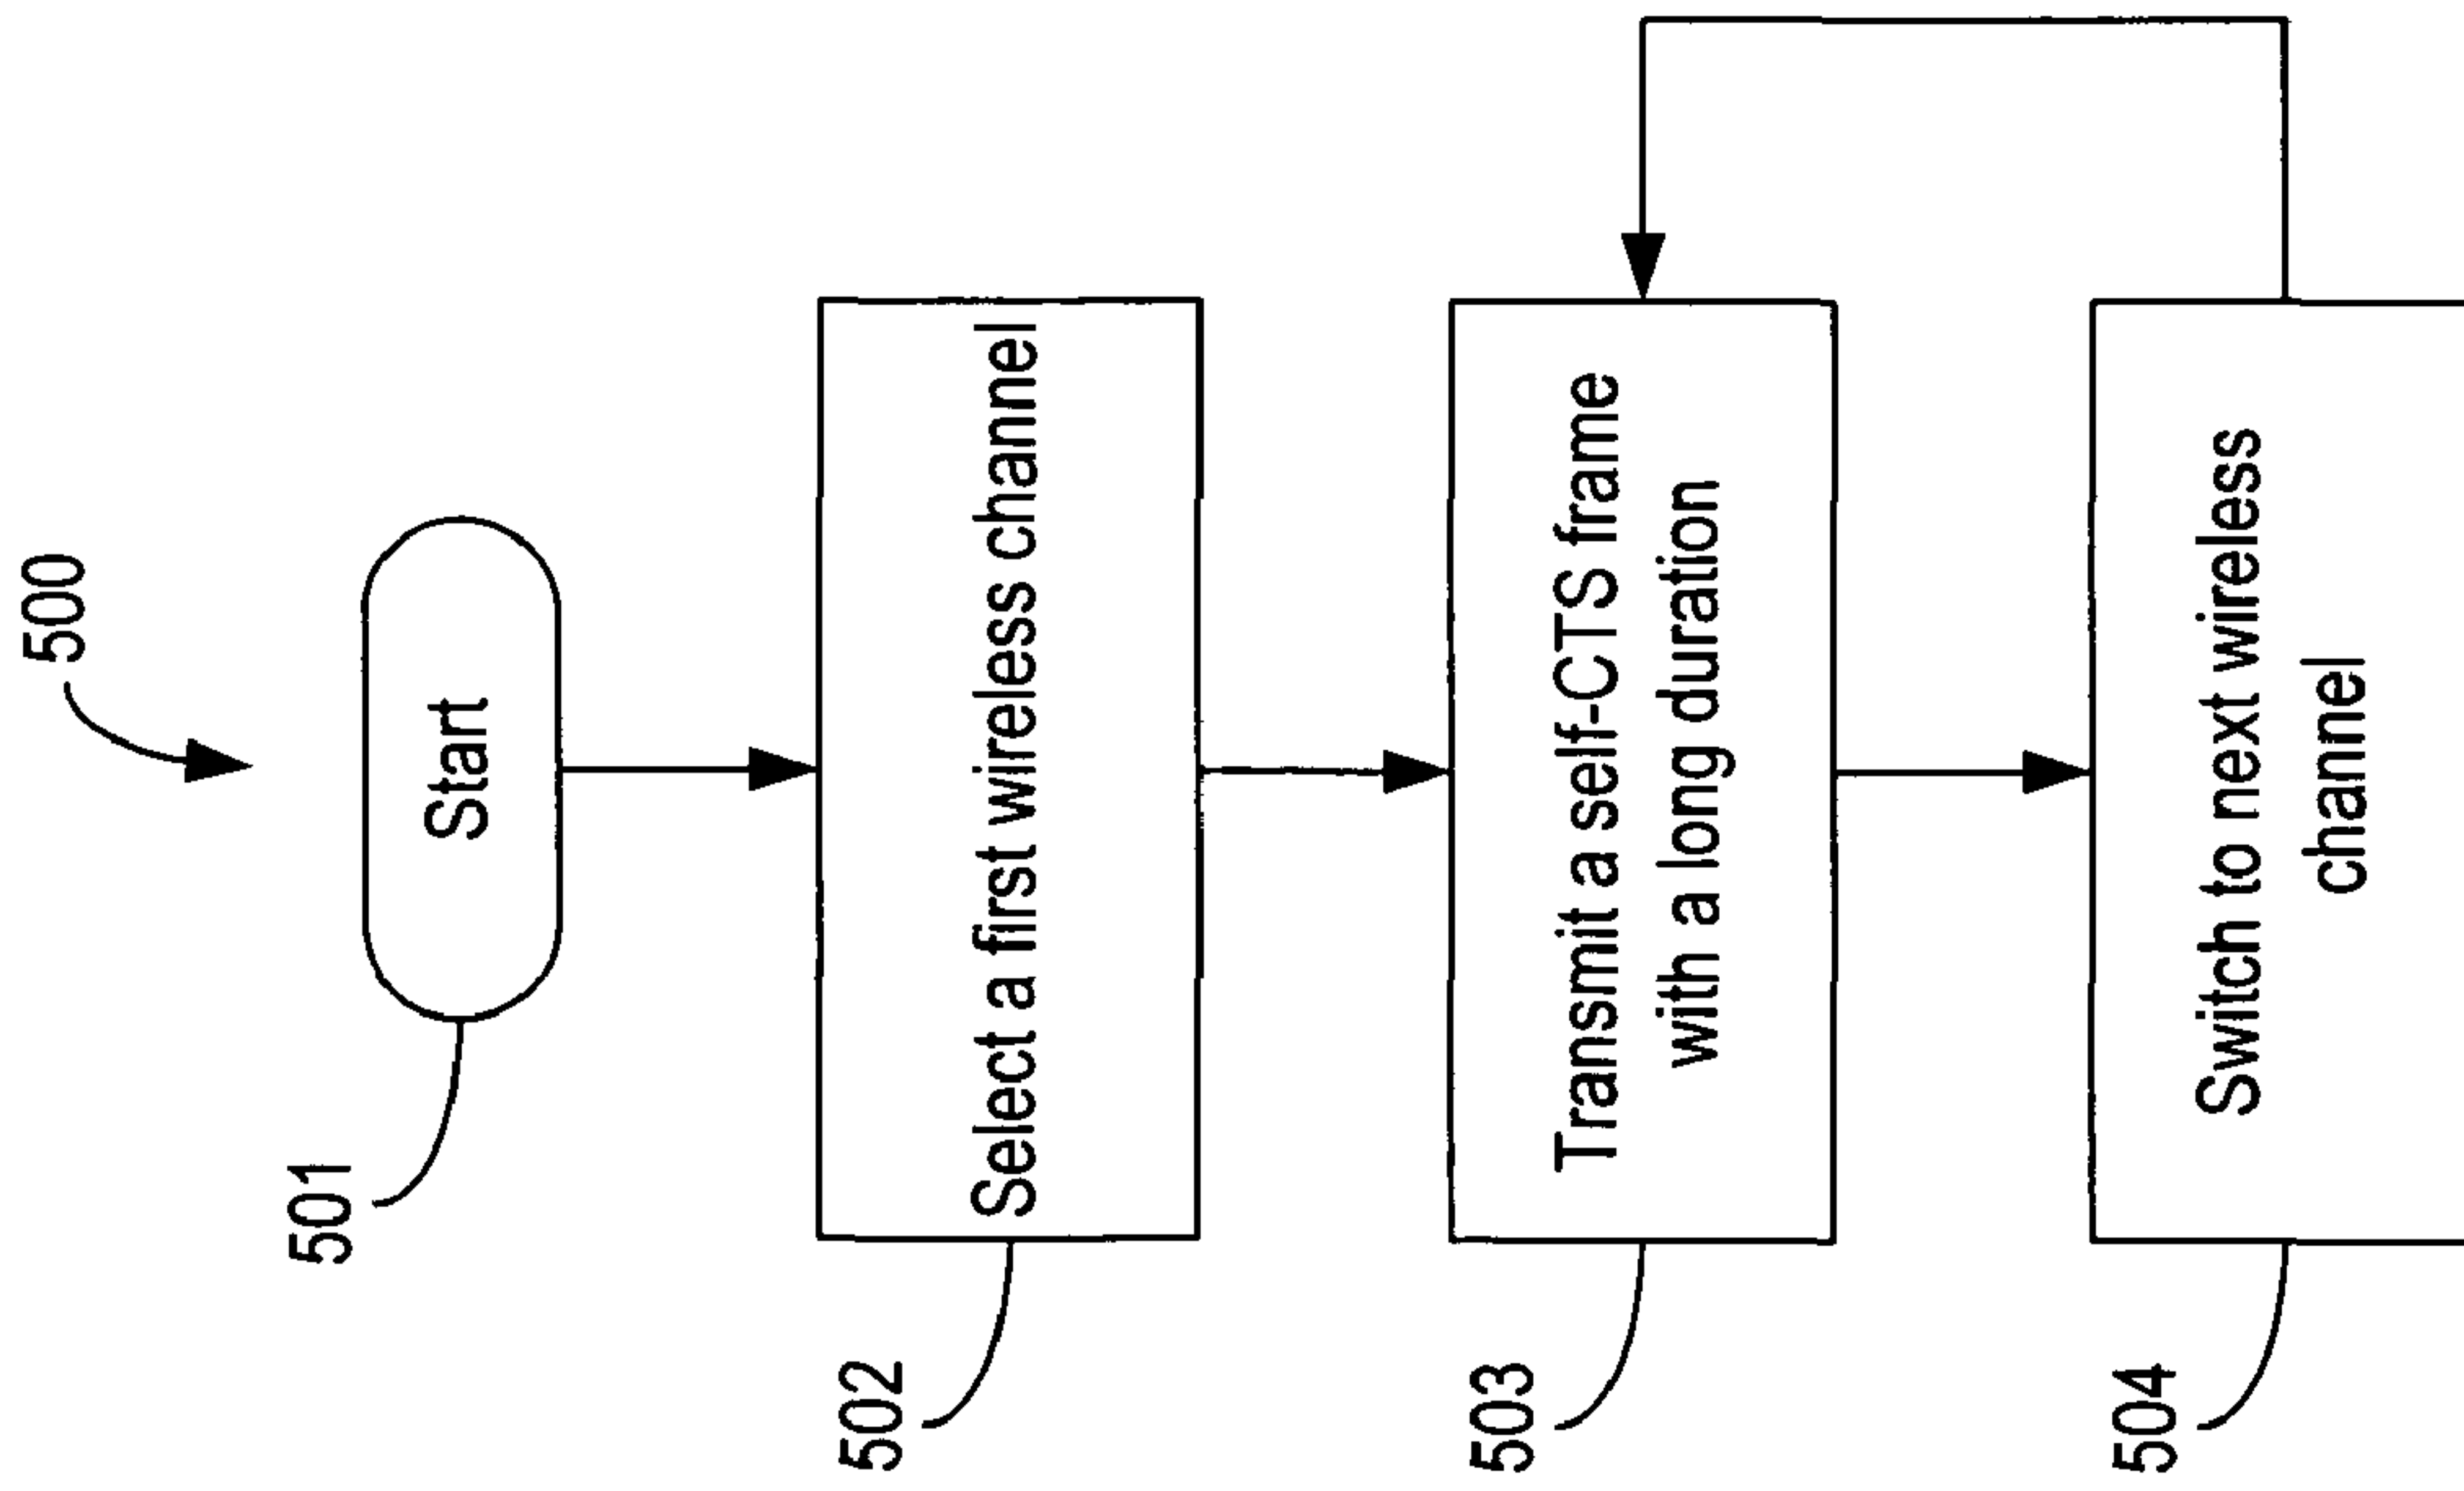 500
501
Start
502
Select a first wireless channel
503
Transmit a self-CTS frame
with a long duration
504
Switch to next wireless
channel